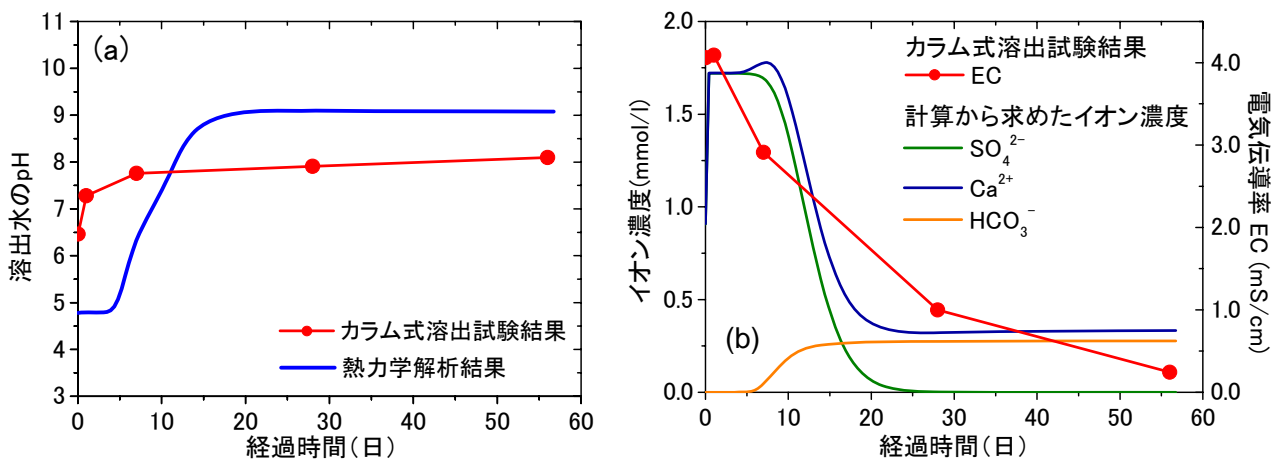 (a)
溶出水のpH
11
10
9
8
7
6
5
4
3
カラム式溶出試験結果
熱力学解析結果
0 10 20 30 40 50 60
経過時間(日)
(b)
イオン濃度(mmol/l)
2.0
1.5
1.0
0.5
0.0
カラム式溶出試験結果
EC
計算から求めたイオン濃度
SO₄²⁻
Ca²⁺
HCO₃⁻
4.0
3.0
2.0
1.0
0.0
電気伝導率 EC (mS/cm)
0 10 20 30 40 50 60
経過時間(日)